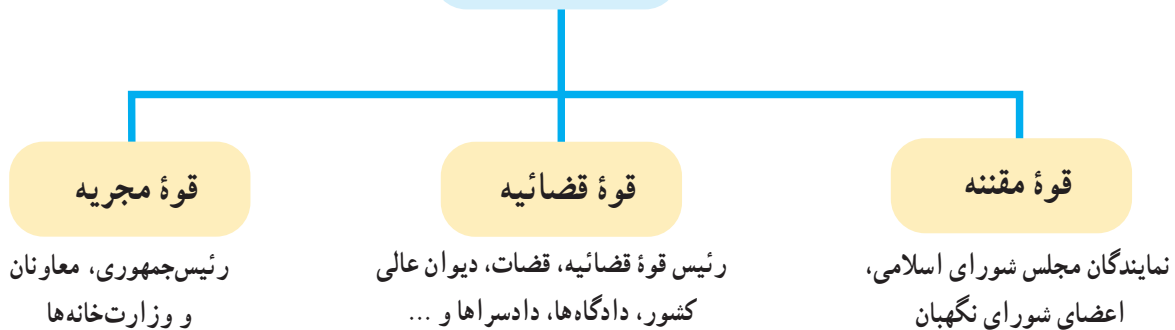 قوهٔ مقننه
نمایندگان مجلس شورای اسلامی،
اعضای شورای نگهبان
قوهٔ قضائیه
رئیس قوهٔ قضائیه، قضات، دیوان عالی
کشور، دادگاه‌ها، دادسراها و ...
قوهٔ مجریه
رئیس‌جمهوری، معاونان
و وزارت‌خانه‌ها